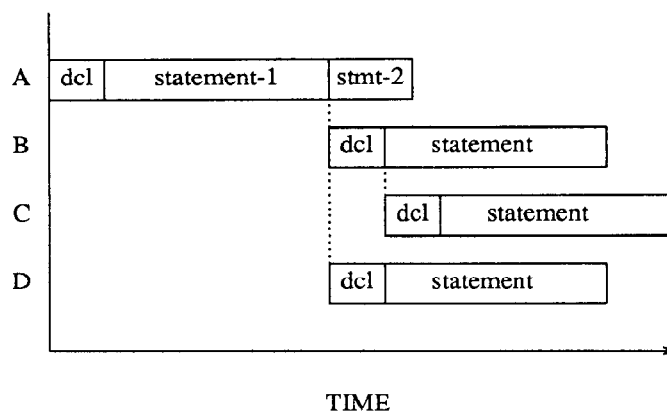 A dcl statement-1 stmt-2
B dcl statement
C dcl statement
D dcl statement
TIME